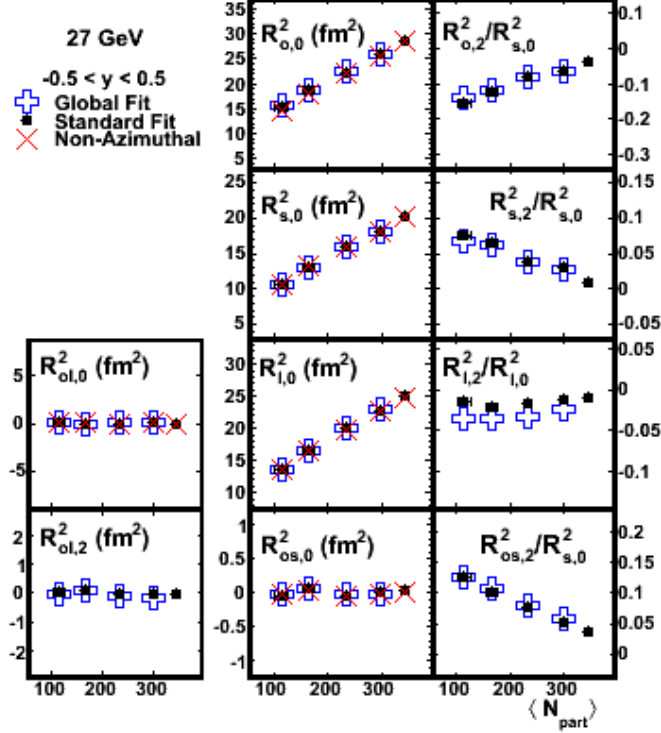 27 GeV
-0.5 < y < 0.5
Global Fit
Standard Fit
Non-Azimuthal
R²o,0 (fm²)
35
30
25
20
15
10
5
R²o,2/R²s,0
0.1
0
-0.1
-0.2
-0.3
R²s,0 (fm²)
25
20
15
10
5
R²s,2/R²s,0
0.15
0.1
0.05
0
-0.05
R²ol,0 (fm²)
5
0
-5
R²l,0 (fm²)
30
25
20
15
10
R²l,2/R²l,0
0.05
0
-0.05
-0.1
R²ol,2 (fm²)
2
1
0
-1
-2
R²os,0 (fm²)
1
0.5
0
-0.5
-1
R²os,2/R²s,0
0.2
0.15
0.1
0.05
0
100 200 300
100 200 300
100 200 300
⟨ Npart ⟩